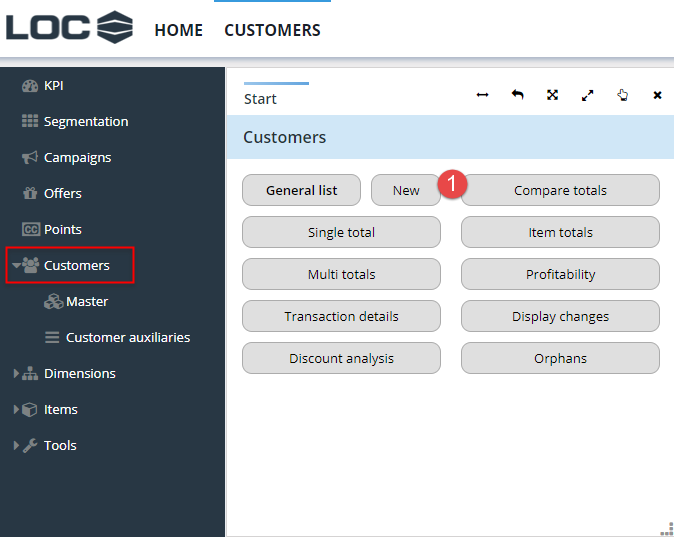 LOC HOME CUSTOMERS
KPI
Segmentation
Campaigns
Offers
CC Points
Customers
Master
Customer auxiliaries
Dimensions
Items
Tools
Start
Customers
General list New 1 Compare totals
Single total Item totals
Multi totals Profitability
Transaction details Display changes
Discount analysis Orphans